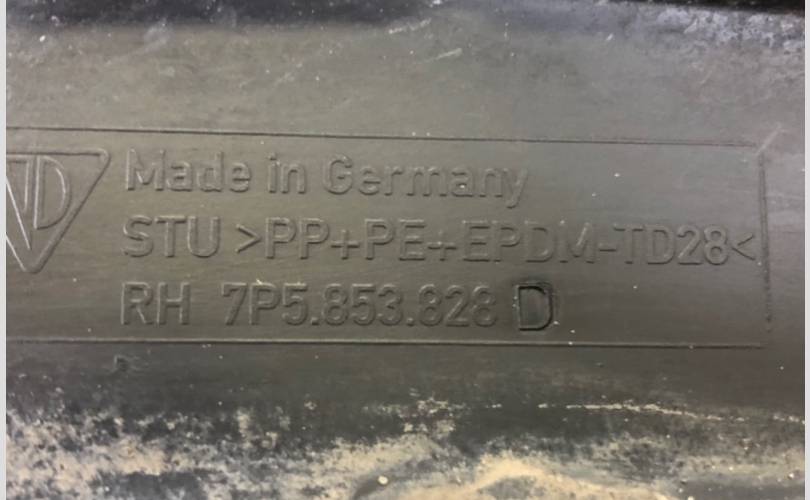 Made in Germany
STU >PP+PE+EPDM-TD28<
RH 7P5.853.828 D